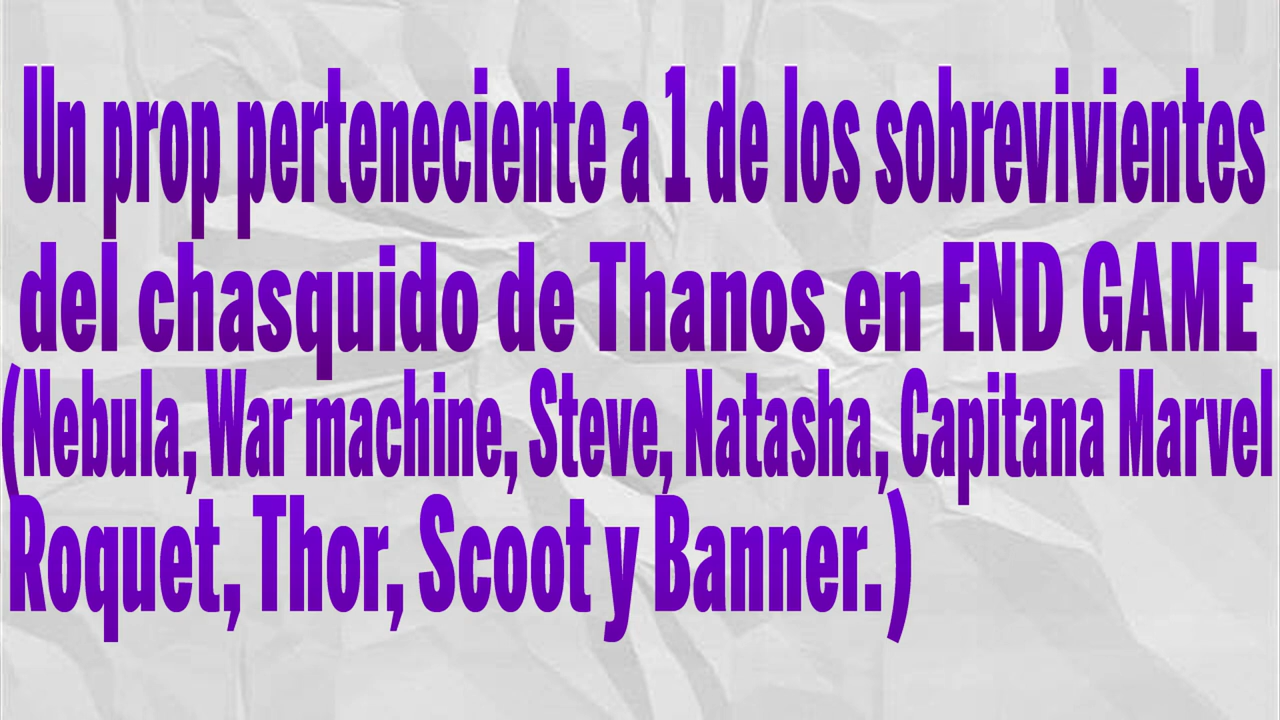 Un prop perteneciente a 1 de los sobrevivientes
del chasquido de Thanos en END GAME
(Nebula, War machine, Steve, Natasha, Capitana Marvel
Roquet, Thor, Scoot y Banner.)